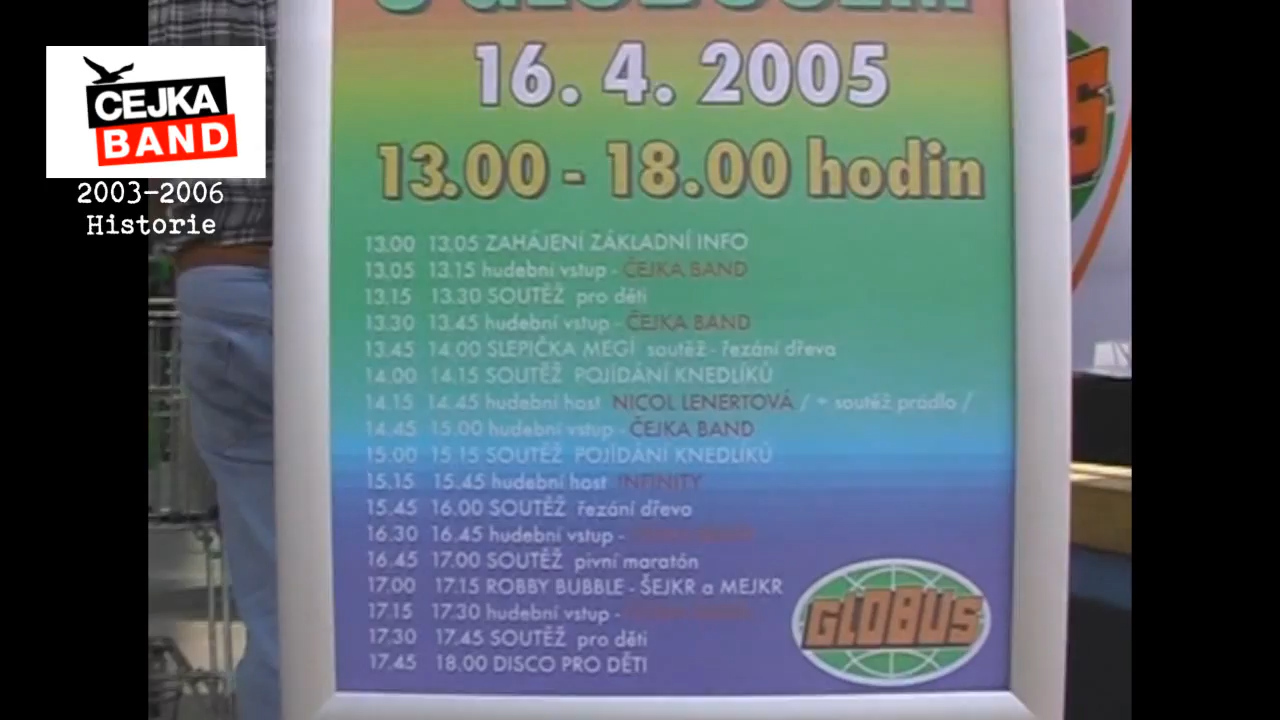 S GLOBUSEM
16. 4. 2005
13.00 - 18.00 hodin
ČEJKA
BAND
2003-2006
Historie
13.00 13.05 ZAHÁJENÍ ZÁKLADNÍ INFO
13.05 13.15 hudební vstup - ČEJKA BAND
13.15 13.30 SOUTĚŽ pro děti
13.30 13.45 hudební vstup - ČEJKA BAND
13.45 14.00 SLEPIČKA MEGÍ soutěž - řezání dřeva
14.00 14.15 SOUTĚŽ POJÍDÁNÍ KNEDLÍKŮ
14.15 14.45 hudební host NICOL LENERTOVÁ / + soutěž prádlo /
14.45 15.00 hudební vstup - ČEJKA BAND
15.00 15.15 SOUTĚŽ POJÍDÁNÍ KNEDLÍKŮ
15.15 15.45 hudební host INFINITY
15.45 16.00 SOUTĚŽ řezání dřeva
16.30 16.45 hudební vstup -
16.45 17.00 SOUTĚŽ pivní maratón
17.00 17.15 ROBBY BUBBLE - ŠEJKR a MEJKR
17.15 17.30 hudební vstup -
17.30 17.45 SOUTĚŽ pro děti
17.45 18.00 DISCO PRO DĚTI
GLOBUS